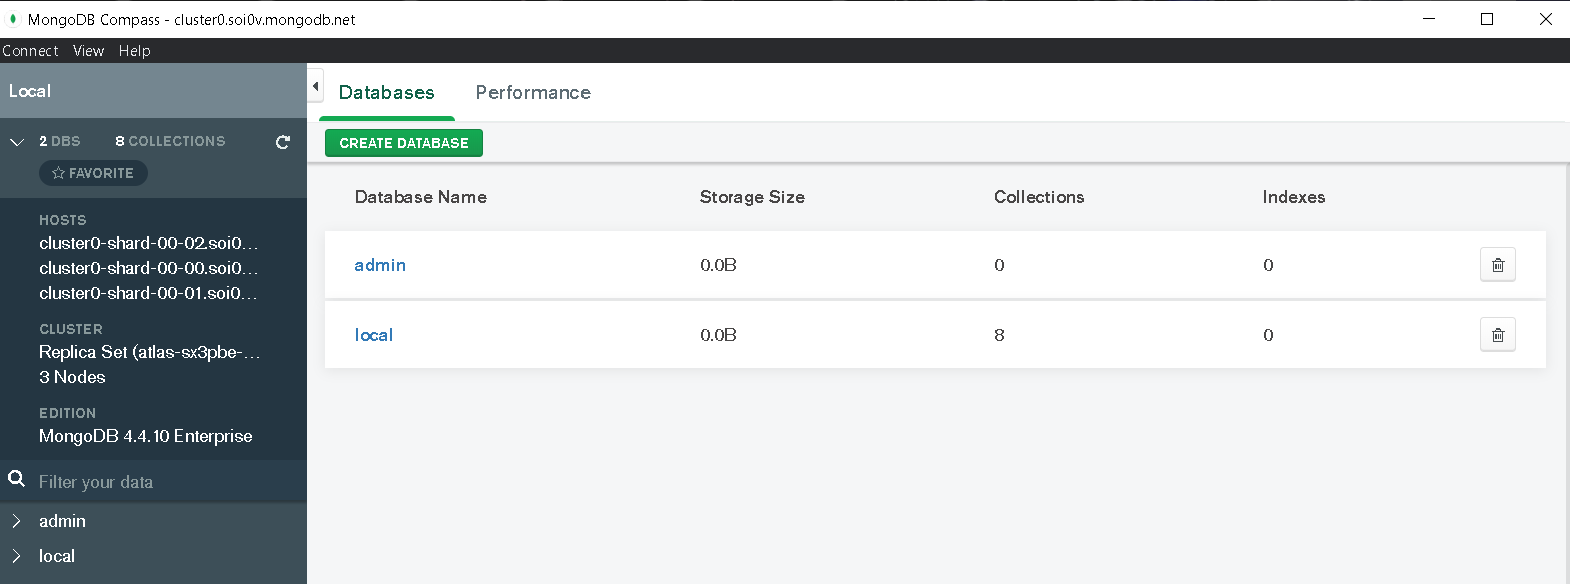 MongoDB Compass - cluster0.soi0v.mongodb.net
Connect View Help
Local
2 DBS 8 COLLECTIONS
FAVORITE
HOSTS
cluster0-shard-00-02.soi0...
cluster0-shard-00-00.soi0...
cluster0-shard-00-01.soi0...
CLUSTER
Replica Set (atlas-sx3pbe-...
3 Nodes
EDITION
MongoDB 4.4.10 Enterprise
Filter your data
admin
local
Databases Performance
CREATE DATABASE
Database Name Storage Size Collections Indexes
admin 0.0B 0 0
local 0.0B 8 0